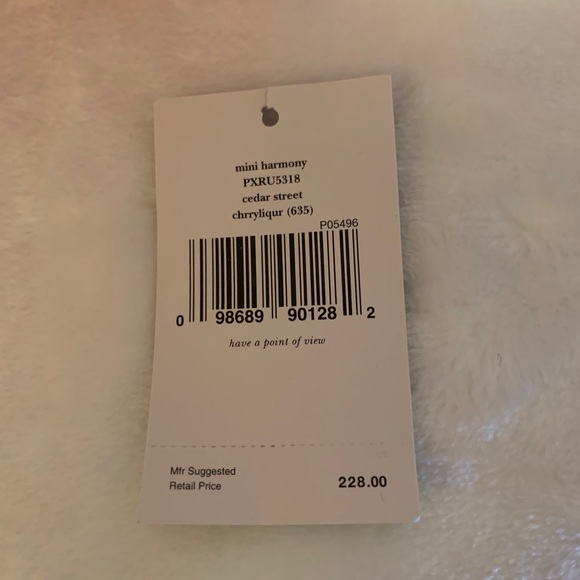 mini harmony
PXRU5318
cedar street
chrryliqur (635)
P05496
0 98689 90128 2
have a point of view
Mfr Suggested
Retail Price 228.00